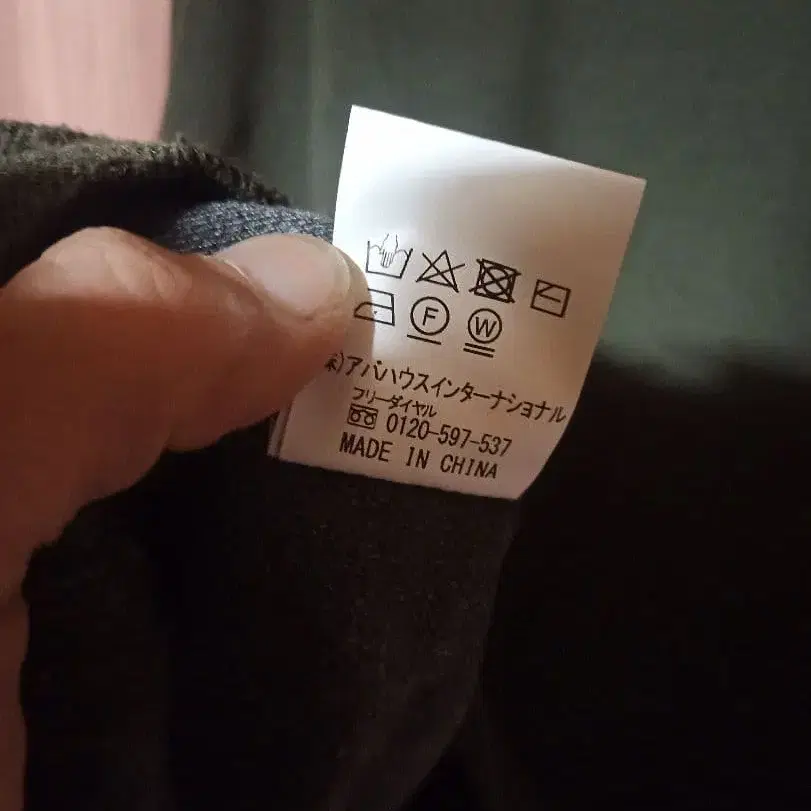 F W
株)アバハウスインターナショナル
フリーダイヤル
0120-597-537
MADE IN CHINA